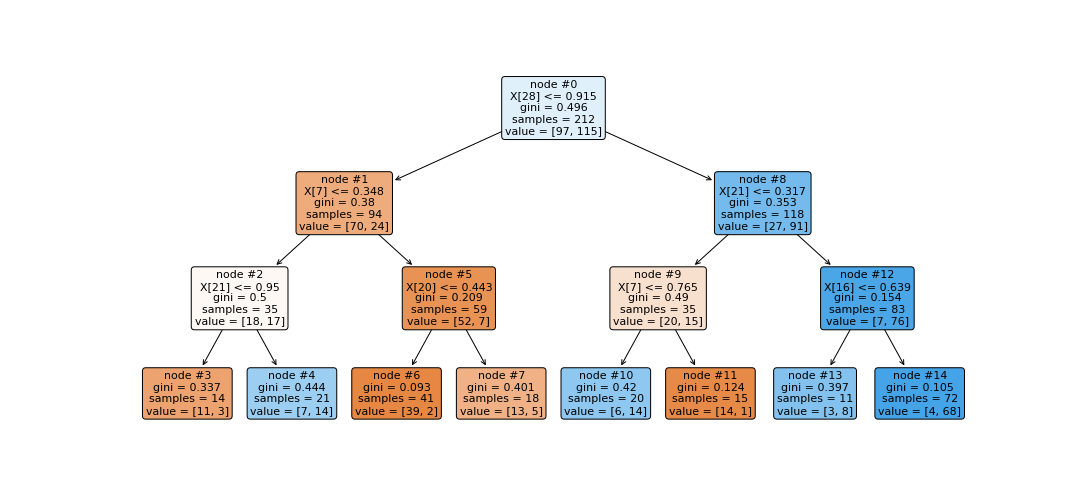 node #0
X[28] <= 0.915
gini = 0.496
samples = 212
value = [97, 115]
node #1
X[7] <= 0.348
gini = 0.38
samples = 94
value = [70, 24]
node #8
X[21] <= 0.317
gini = 0.353
samples = 118
value = [27, 91]
node #2
X[21] <= 0.95
gini = 0.5
samples = 35
value = [18, 17]
node #5
X[20] <= 0.443
gini = 0.209
samples = 59
value = [52, 7]
node #9
X[7] <= 0.765
gini = 0.49
samples = 35
value = [20, 15]
node #12
X[16] <= 0.639
gini = 0.154
samples = 83
value = [7, 76]
node #3
gini = 0.337
samples = 14
value = [11, 3]
node #4
gini = 0.444
samples = 21
value = [7, 14]
node #6
gini = 0.093
samples = 41
value = [39, 2]
node #7
gini = 0.401
samples = 18
value = [13, 5]
node #10
gini = 0.42
samples = 20
value = [6, 14]
node #11
gini = 0.124
samples = 15
value = [14, 1]
node #13
gini = 0.397
samples = 11
value = [3, 8]
node #14
gini = 0.105
samples = 72
value = [4, 68]